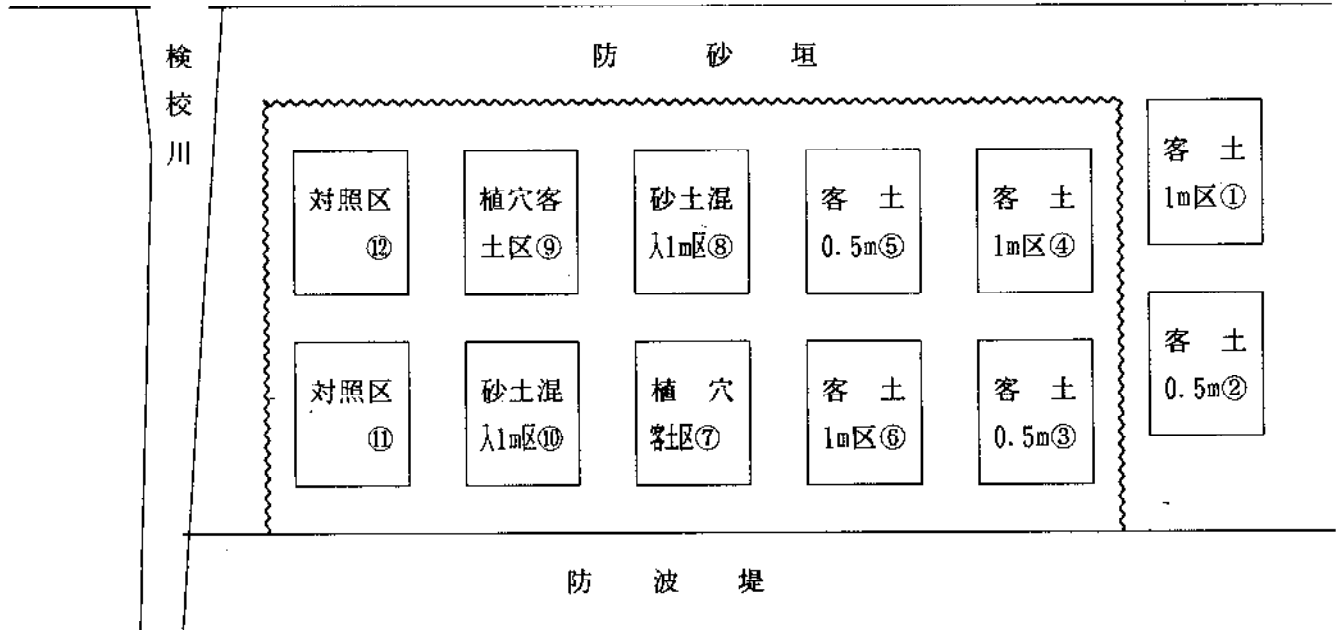 検校川
防砂垣
対照区
⑫
植穴客
土区⑨
砂土混
入1m区⑧
客土
0.5m⑤
客土
1m区④
客土
1m区①
対照区
⑪
砂土混
入1m区⑩
植穴
客土区⑦
客土
1m区⑥
客土
0.5m③
客土
0.5m②
防波堤